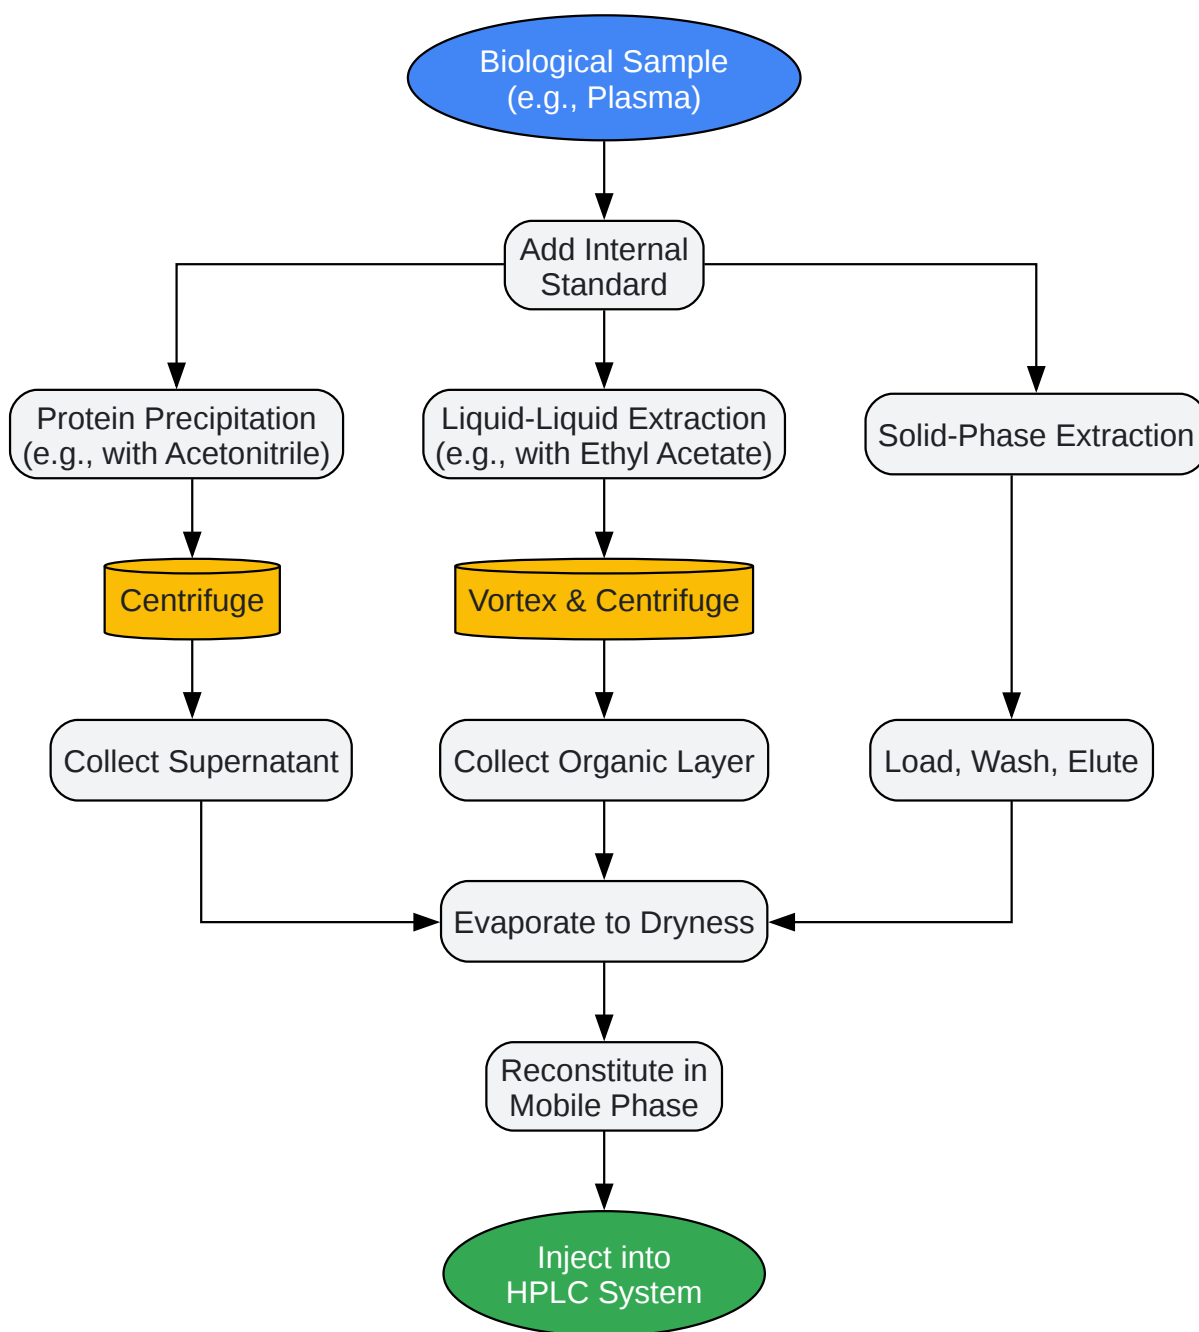 Biological Sample
(e.g., Plasma)
Add Internal
Standard
Protein Precipitation
(e.g., with Acetonitrile)
Liquid-Liquid Extraction
(e.g., with Ethyl Acetate)
Solid-Phase Extraction
Centrifuge
Vortex & Centrifuge
Collect Supernatant
Collect Organic Layer
Load, Wash, Elute
Evaporate to Dryness
Reconstitute in
Mobile Phase
Inject into
HPLC System